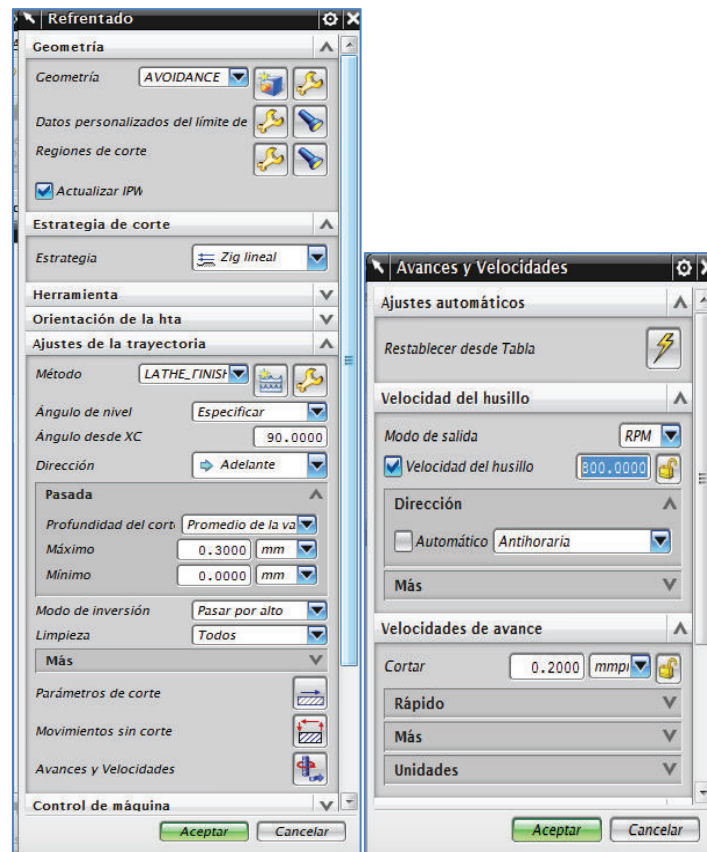 Refrentado
Geometría
Geometría AVOIDANCE
Datos personalizados del límite de
Regiones de corte
Actualizar IPW
Estrategia de corte
Estrategia Zig lineal
Herramienta
Orientación de la hta
Ajustes de la trayectoria
Método LATHE_FINISH
Ángulo de nivel Especificar
Ángulo desde XC 90.0000
Dirección Adelante
Pasada
Profundidad del cort Promedio de la va
Máximo 0.3000 mm
Mínimo 0.0000 mm
Modo de inversión Pasar por alto
Limpieza Todos
Más
Parámetros de corte
Movimientos sin corte
Avances y Velocidades
Control de máquina
Aceptar Cancelar
Avances y Velocidades
Ajustes automáticos
Restablecer desde Tabla
Velocidad del husillo
Modo de salida RPM
Velocidad del husillo 800.0000
Dirección
Automático Antihoraria
Más
Velocidades de avance
Cortar 0.2000 mmp
Rápido
Más
Unidades
Aceptar Cancelar